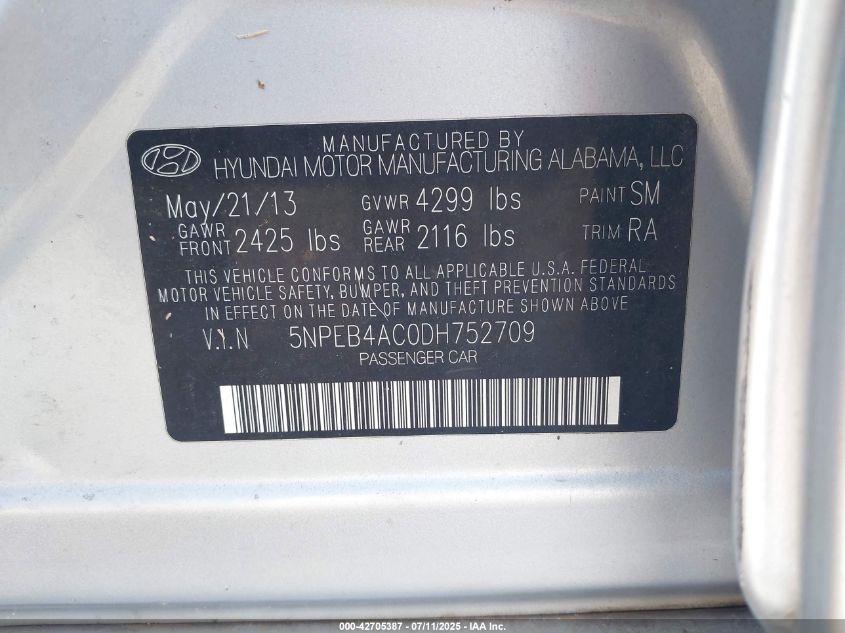 MANUFACTURED BY
HYUNDAI MOTOR MANUFACTURING ALABAMA, LLC
May/21/13 GVWR 4299 lbs PAINT SM
GAWR FRONT 2425 lbs GAWR REAR 2116 lbs TRIM RA
THIS VEHICLE CONFORMS TO ALL APPLICABLE U.S.A. FEDERAL
MOTOR VEHICLE SAFETY, BUMPER, AND THEFT PREVENTION STANDARDS
IN EFFECT ON THE DATE OF MANUFACTURE SHOWN ABOVE
V.I.N 5NPEB4AC0DH752709
PASSENGER CAR
000-42705387 - 07/11/2025 - IAA Inc.